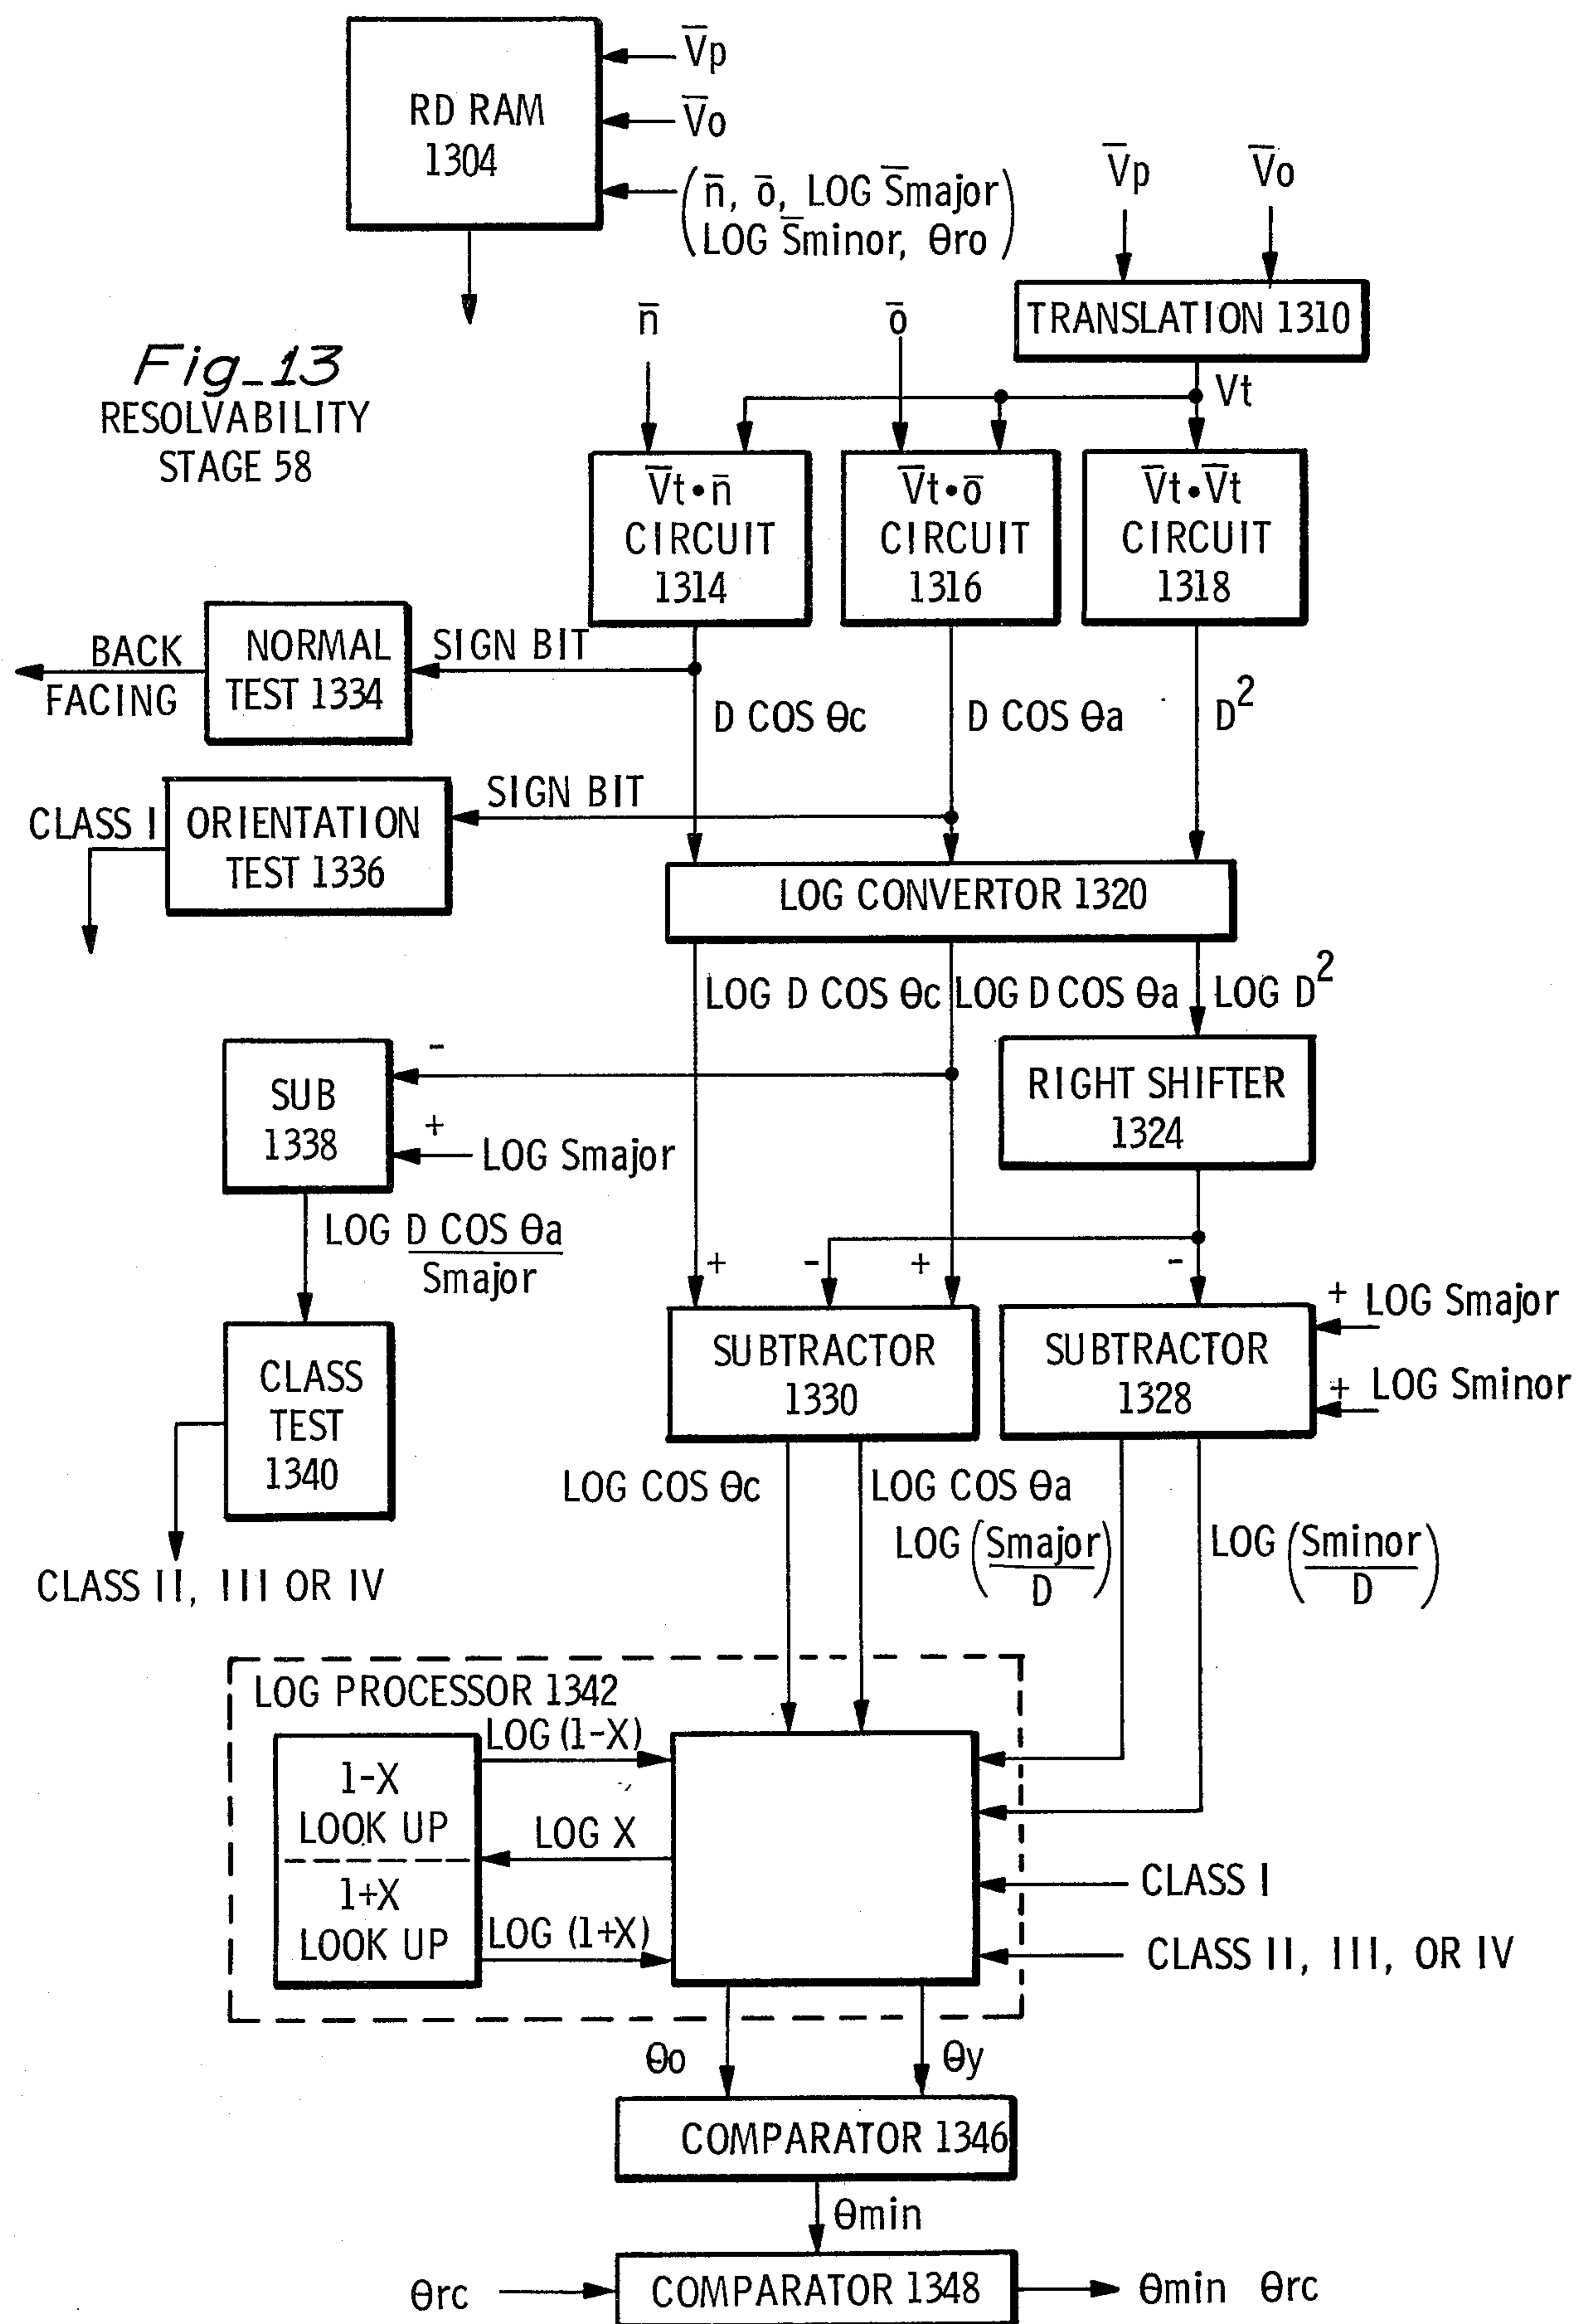 V̅p
RD RAM
1304
V̅o
(n̅, o̅, LOG S̅major
LOG S̅minor, θro)
V̅p
V̅o
TRANSLATION 1310
n̅
o̅
Fig_13
RESOLVABILITY
STAGE 58
Vt
V̅t•n̅
CIRCUIT
1314
V̅t•o̅
CIRCUIT
1316
V̅t•V̅t
CIRCUIT
1318
BACK
FACING
NORMAL
TEST 1334
SIGN BIT
D COS θc
D COS θa
D²
CLASS I
ORIENTATION
TEST 1336
SIGN BIT
LOG CONVERTOR 1320
LOG D COS θc
LOG D COS θa
LOG D²
SUB
1338
-
+
LOG Smajor
RIGHT SHIFTER
1324
LOG D COS θa
Smajor
+
-
+
-
SUBTRACTOR
1330
SUBTRACTOR
1328
+ LOG Smajor
+ LOG Sminor
CLASS
TEST
1340
LOG COS θc
LOG COS θa
LOG (Smajor
D)
LOG (Sminor
D)
CLASS II, III OR IV
LOG PROCESSOR 1342
1-X
LOOK UP
LOG (1-X)
LOG X
1+X
LOOK UP
LOG (1+X)
CLASS I
CLASS II, III, OR IV
θo
θy
COMPARATOR 1346
θmin
θrc
COMPARATOR 1348
θmin θrc